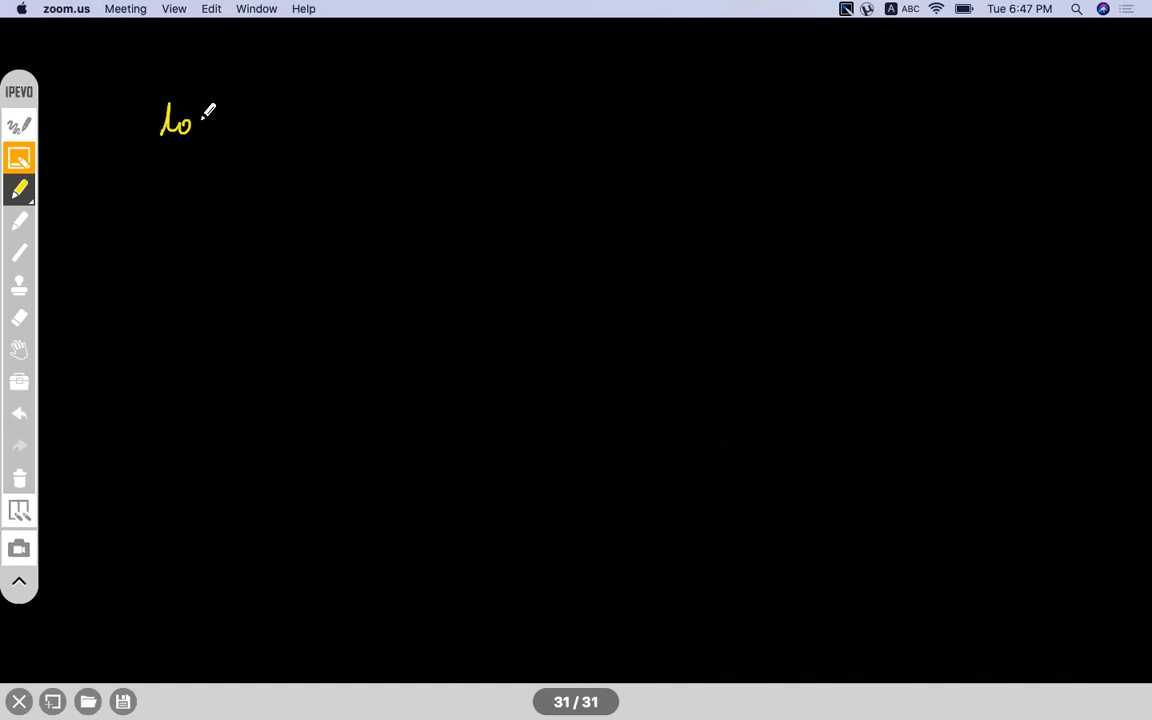 zoom.us Meeting View Edit Window Help A ABC Tue 6:47 PM
IPEVO
lo
31 / 31